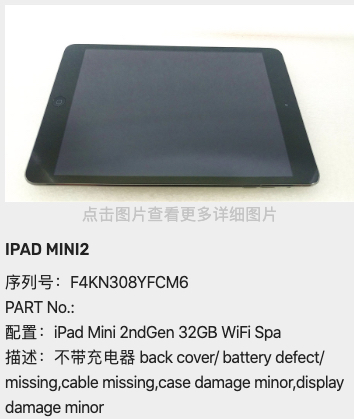 点击图片查看更多详细图片
IPAD MINI2
序列号：F4KN308YFCM6
PART No.:
配置：iPad Mini 2ndGen 32GB WiFi Spa
描述：不带充电器 back cover/ battery defect/
missing,cable missing,case damage minor,display
damage minor